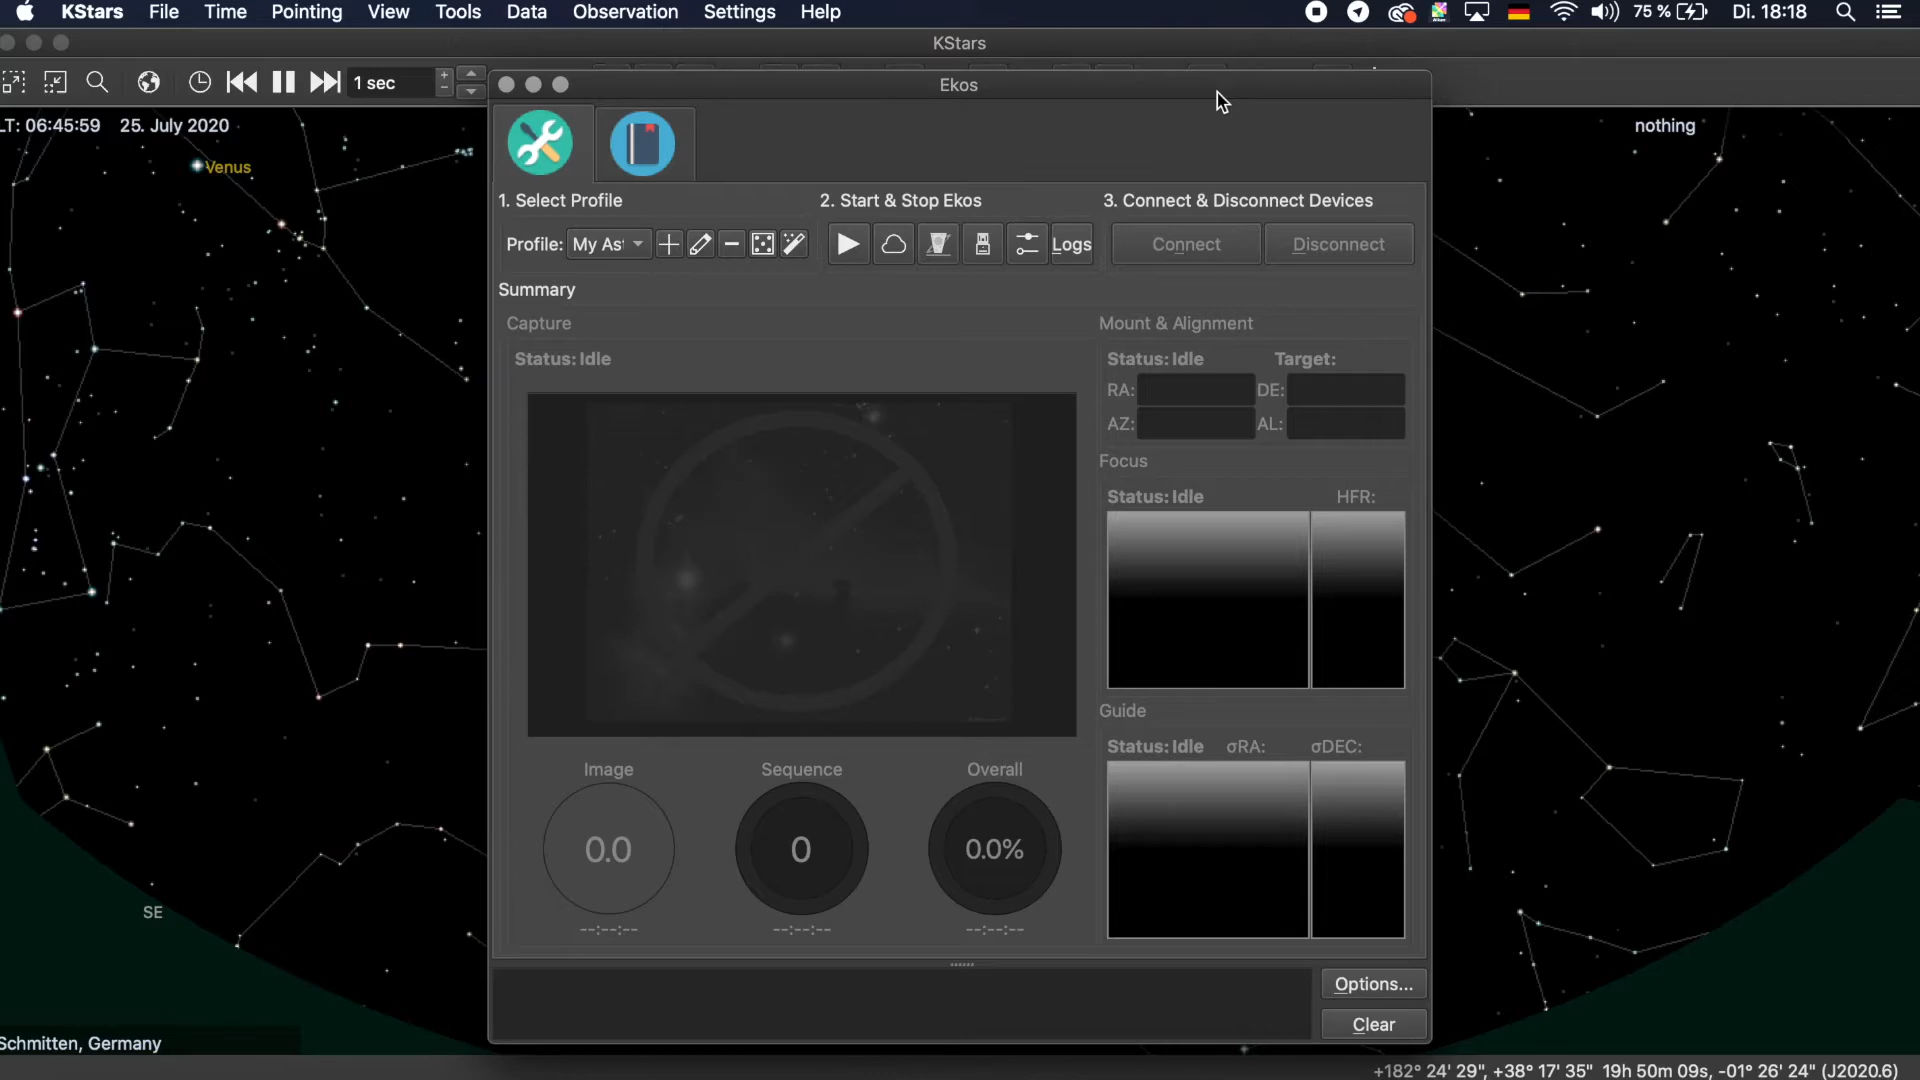 KStars File Time Pointing View Tools Data Observation Settings Help 75 % Di. 18:18
KStars
1 sec
Ekos
LT: 06:45:59 25. July 2020
nothing
Venus
1. Select Profile 2. Start & Stop Ekos 3. Connect & Disconnect Devices
Profile: My As Logs Connect Disconnect
Summary
Capture Mount & Alignment
Status: Idle Status: Idle Target:
RA: DE:
AZ: AL:
Focus
Status: Idle HFR:
Guide
Status: Idle σRA: σDEC:
Image Sequence Overall
0.0 0 0.0%
--:--:-- --:--:-- --:--:--
SE
Options...
Clear
Schmitten, Germany
+182° 24' 29", +38° 17' 35" 19h 50m 09s, -01° 26' 24" (J2020.6)